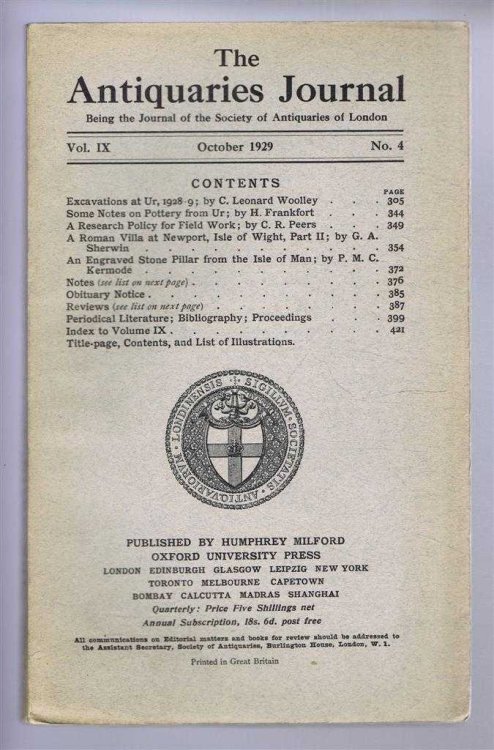 The
Antiquaries Journal
Being the Journal of the Society of Antiquaries of London
Vol. IX October 1929 No. 4
CONTENTS
PAGE
Excavations at Ur, 1928-9; by C. Leonard Woolley . . . 305
Some Notes on Pottery from Ur; by H. Frankfort . . . 344
A Research Policy for Field Work; by C. R. Peers . . . 349
A Roman Villa at Newport, Isle of Wight, Part II; by G. A.
Sherwin . . . . . . . . . . . 354
An Engraved Stone Pillar from the Isle of Man; by P. M. C.
Kermode . . . . . . . . . . . 372
Notes (see list on next page) . . . . . . . . . 376
Obituary Notice . . . . . . . . . . . 385
Reviews (see list on next page) . . . . . . . . 387
Periodical Literature; Bibliography; Proceedings . . . 399
Index to Volume IX . . . . . . . . . . 421
Title-page, Contents, and List of Illustrations.
SIGILLVM · SOCIETATIS · ANTIQVARIORVM · LONDINENSIS
PUBLISHED BY HUMPHREY MILFORD
OXFORD UNIVERSITY PRESS
LONDON EDINBURGH GLASGOW LEIPZIG NEW YORK
TORONTO MELBOURNE CAPETOWN
BOMBAY CALCUTTA MADRAS SHANGHAI
Quarterly: Price Five Shillings net
Annual Subscription, 18s. 6d. post free
All communications on Editorial matters and books for review should be addressed to
the Assistant Secretary, Society of Antiquaries, Burlington House, London, W. 1.
Printed in Great Britain